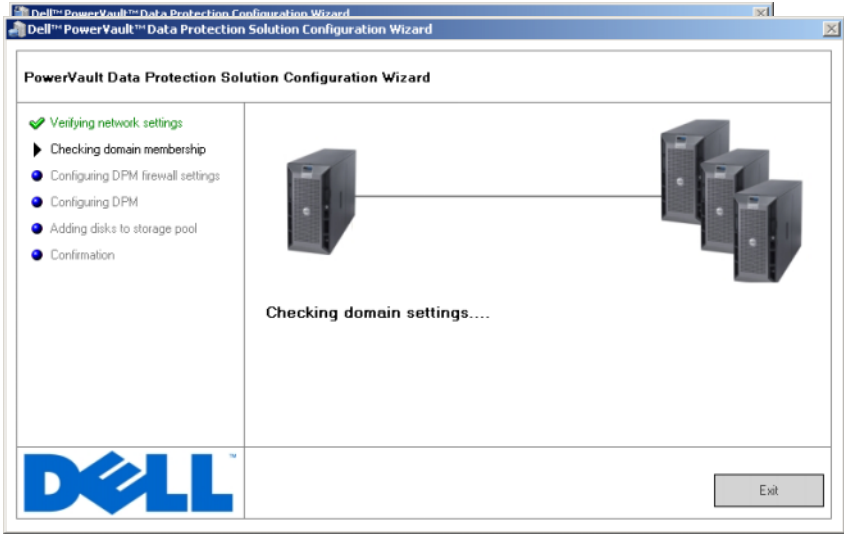 Dell™ PowerVault™ Data Protection Configuration Wizard
Dell™ PowerVault™ Data Protection Solution Configuration Wizard
PowerVault Data Protection Solution Configuration Wizard
Verifying network settings
Checking domain membership
Configuring DPM firewall settings
Configuring DPM
Adding disks to storage pool
Confirmation
Checking domain settings....
DELL™
Exit